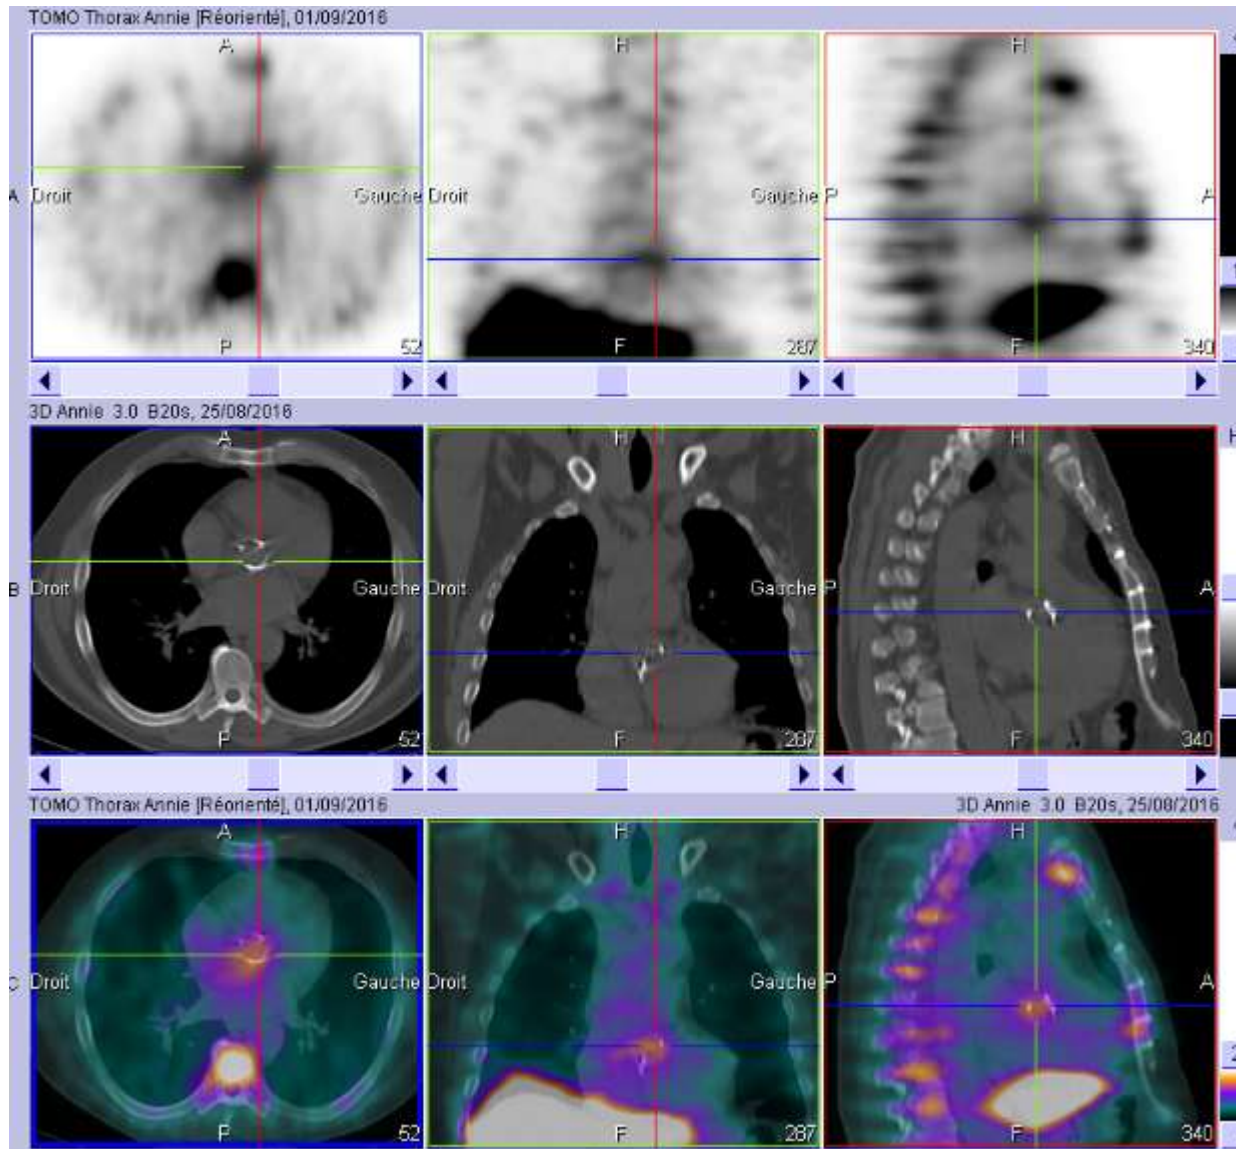 TOMO Thorax Annie [Réorienté], 01/09/2016
A
H
H
A Droit Gauche Droit Gauche P A
P 52
F 287
F 340
3D Annie 3.0 B20s, 25/08/2016
A
H
H
B Droit Gauche Droit Gauche P A
P 52
F 287
F 340
TOMO Thorax Annie [Réorienté], 01/09/2016
3D Annie 3.0 B20s, 25/08/2016
A
H
H
Droit Gauche Droit Gauche P A
P 52
F 287
F 340